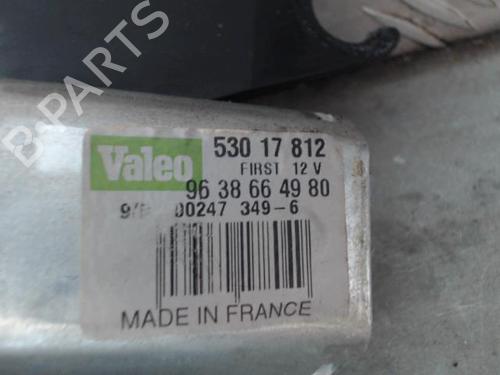 B-PARTS
Valeo
530 17 812
FIRST 12 V
96 38 66 49 80
00247 349-6
MADE IN FRANCE